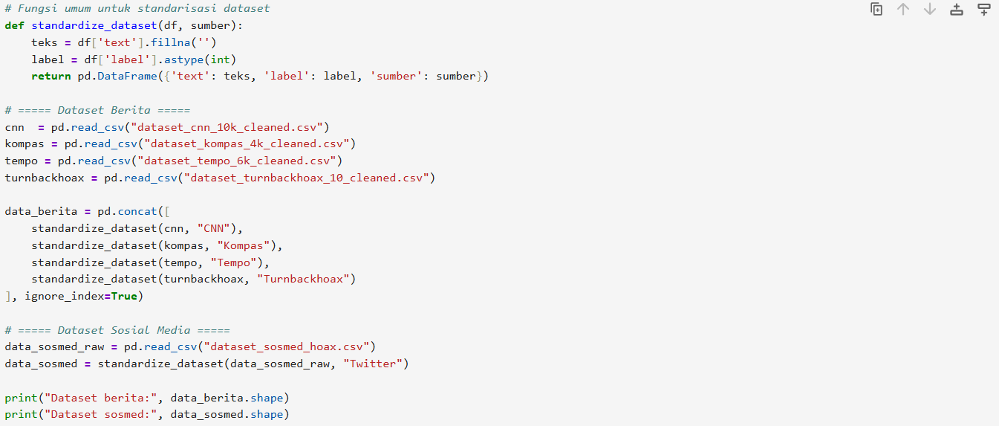 # Fungsi umum untuk standarisasi dataset
def standardize_dataset(df, sumber):
    teks = df['text'].fillna('')
    label = df['label'].astype(int)
    return pd.DataFrame({'text': teks, 'label': label, 'sumber': sumber})

# ===== Dataset Berita =====
cnn  = pd.read_csv("dataset_cnn_10k_cleaned.csv")
kompas = pd.read_csv("dataset_kompas_4k_cleaned.csv")
tempo = pd.read_csv("dataset_tempo_6k_cleaned.csv")
turnbackhoax = pd.read_csv("dataset_turnbackhoax_10_cleaned.csv")

data_berita = pd.concat([
    standardize_dataset(cnn, "CNN"),
    standardize_dataset(kompas, "Kompas"),
    standardize_dataset(tempo, "Tempo"),
    standardize_dataset(turnbackhoax, "Turnbackhoax")
], ignore_index=True)

# ===== Dataset Sosial Media =====
data_sosmed_raw = pd.read_csv("dataset_sosmed_hoax.csv")
data_sosmed = standardize_dataset(data_sosmed_raw, "Twitter")

print("Dataset berita:", data_berita.shape)
print("Dataset sosmed:", data_sosmed.shape)